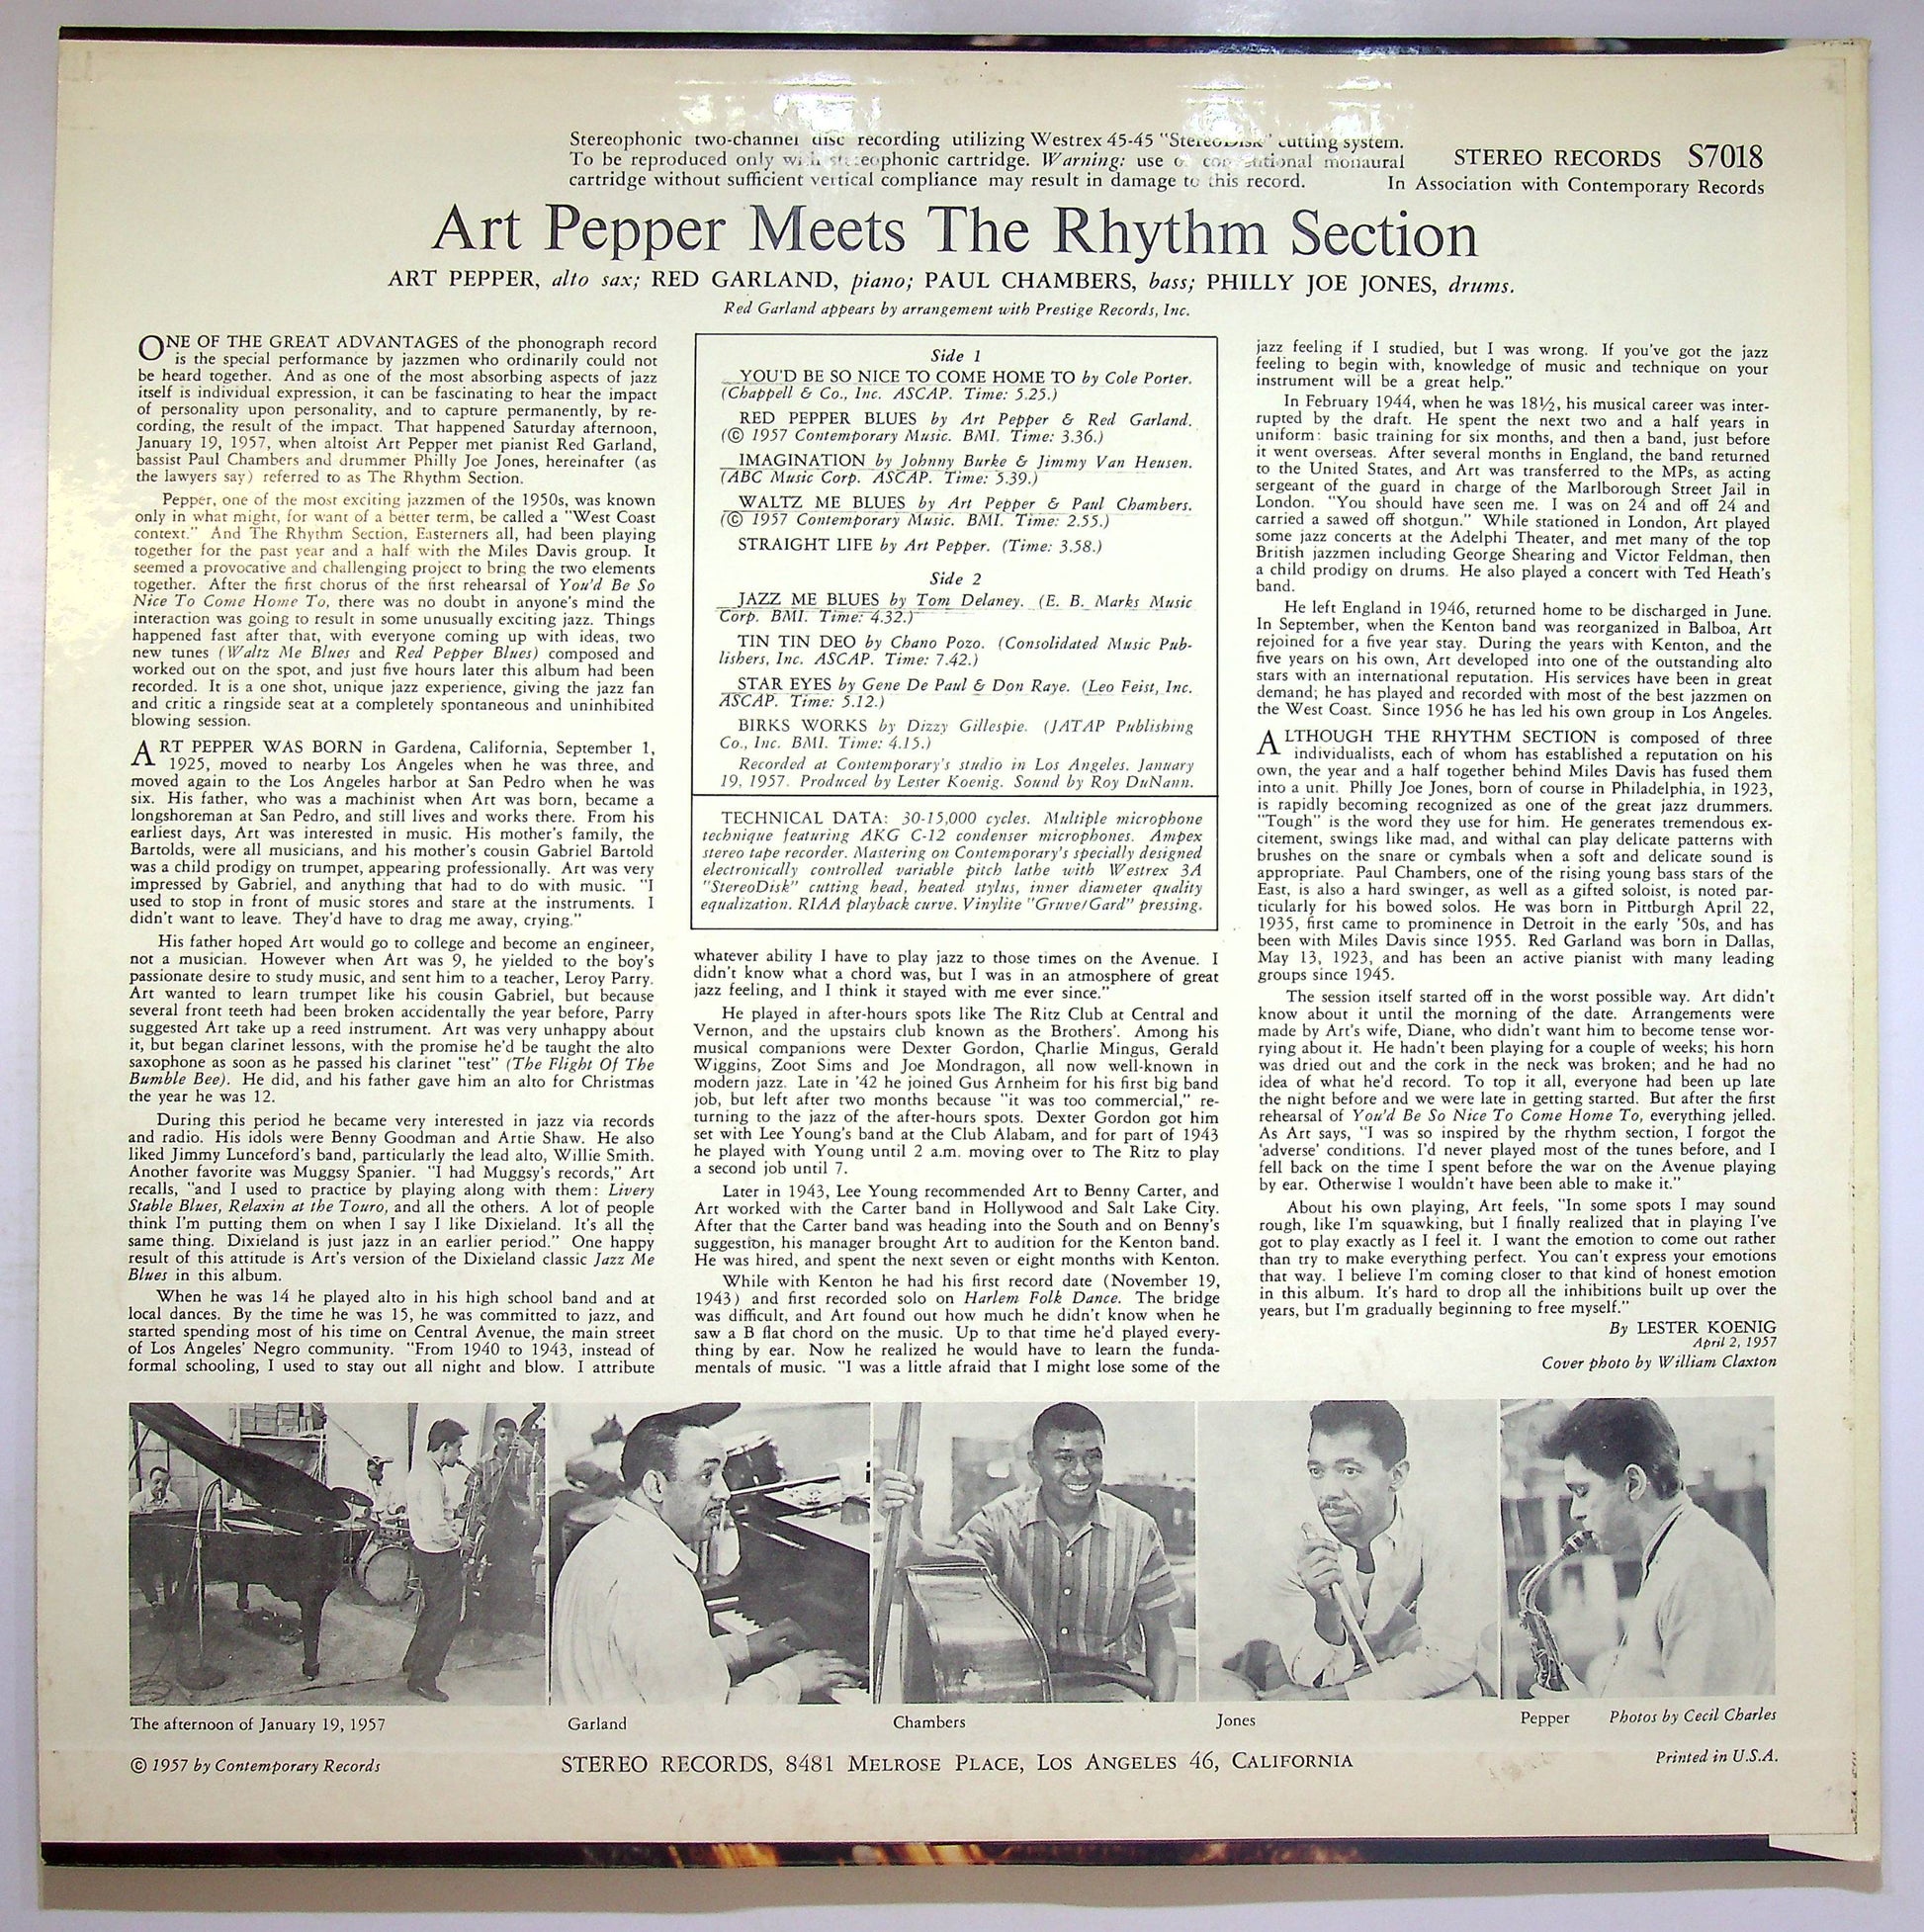 Stereophonic two-channel disc recording utilizing Westrex 45-45 "StereoDisk" cutting system.
To be reproduced only with stereophonic cartridge. Warning: use of conventional monaural
cartridge without sufficient vertical compliance may result in damage to this record.
STEREO RECORDS S7018
In Association with Contemporary Records
Art Pepper Meets The Rhythm Section
ART PEPPER, alto sax; RED GARLAND, piano; PAUL CHAMBERS, bass; PHILLY JOE JONES, drums.
Red Garland appears by arrangement with Prestige Records, Inc.
ONE OF THE GREAT ADVANTAGES of the phonograph record
is the special performance by jazzmen who ordinarily could not
be heard together. And as one of the most absorbing aspects of jazz
itself is individual expression, it can be fascinating to hear the impact
of personality upon personality, and to capture permanently, by re-
cording, the result of the impact. That happened Saturday afternoon,
January 19, 1957, when altoist Art Pepper met pianist Red Garland,
bassist Paul Chambers and drummer Philly Joe Jones, hereinafter (as
the lawyers say) referred to as The Rhythm Section.
Pepper, one of the most exciting jazzmen of the 1950s, was known
only in what might, for want of a better term, be called a "West Coast
context." And The Rhythm Section, Easterners all, had been playing
together for the past year and a half with the Miles Davis group. It
seemed a provocative and challenging project to bring the two elements
together. After the first chorus of the first rehearsal of You'd Be So
Nice To Come Home To, there was no doubt in anyone's mind the
interaction was going to result in some unusually exciting jazz. Things
happened fast after that, with everyone coming up with ideas, two
new tunes (Waltz Me Blues and Red Pepper Blues) composed and
worked out on the spot, and just five hours later this album had been
recorded. It is a one shot, unique jazz experience, giving the jazz fan
and critic a ringside seat at a completely spontaneous and uninhibited
blowing session.
ART PEPPER WAS BORN in Gardena, California, September 1,
1925, moved to nearby Los Angeles when he was three, and
moved again to the Los Angeles harbor at San Pedro when he was
six. His father, who was a machinist when Art was born, became a
longshoreman at San Pedro, and still lives and works there. From his
earliest days, Art was interested in music. His mother's family, the
Bartolds, were all musicians, and his mother's cousin Gabriel Bartold
was a child prodigy on trumpet, appearing professionally. Art was very
impressed by Gabriel, and anything that had to do with music. "I
used to stop in front of music stores and stare at the instruments. I
didn't want to leave. They'd have to drag me away, crying."
His father hoped Art would go to college and become an engineer,
not a musician. However when Art was 9, he yielded to the boy's
passionate desire to study music, and sent him to a teacher, Leroy Parry.
Art wanted to learn trumpet like his cousin Gabriel, but because
several front teeth had been broken accidentally the year before, Parry
suggested Art take up a reed instrument. Art was very unhappy about
it, but began clarinet lessons, with the promise he'd be taught the alto
saxophone as soon as he passed his clarinet "test" (The Flight Of The
Bumble Bee). He did, and his father gave him an alto for Christmas
the year he was 12.
During this period he became very interested in jazz via records
and radio. His idols were Benny Goodman and Artie Shaw. He also
liked Jimmy Lunceford's band, particularly the lead alto, Willie Smith.
Another favorite was Muggsy Spanier. "I had Muggsy's records," Art
recalls, "and I used to practice by playing along with them: Livery
Stable Blues, Relaxin at the Touro, and all the others. A lot of people
think I'm putting them on when I say I like Dixieland. It's all the
same thing. Dixieland is just jazz in an earlier period." One happy
result of this attitude is Art's version of the Dixieland classic Jazz Me
Blues in this album.
When he was 14 he played alto in his high school band and at
local dances. By the time he was 15, he was committed to jazz, and
started spending most of his time on Central Avenue, the main street
of Los Angeles' Negro community. "From 1940 to 1943, instead of
formal schooling, I used to stay out all night and blow. I attribute
Side 1
YOU'D BE SO NICE TO COME HOME TO by Cole Porter.
(Chappell & Co., Inc. ASCAP. Time: 5.25.)
RED PEPPER BLUES by Art Pepper & Red Garland.
(© 1957 Contemporary Music. BMI. Time: 3.36.)
IMAGINATION by Johnny Burke & Jimmy Van Heusen.
(ABC Music Corp. ASCAP. Time: 5.39.)
WALTZ ME BLUES by Art Pepper & Paul Chambers.
(© 1957 Contemporary Music. BMI. Time: 2.55.)
STRAIGHT LIFE by Art Pepper. (Time: 3.58.)
Side 2
JAZZ ME BLUES by Tom Delaney. (E. B. Marks Music
Corp. BMI. Time: 4.32.)
TIN TIN DEO by Chano Pozo. (Consolidated Music Pub-
lishers, Inc. ASCAP. Time: 7.42.)
STAR EYES by Gene De Paul & Don Raye. (Leo Feist, Inc.
ASCAP. Time: 5.12.)
BIRKS WORKS by Dizzy Gillespie. (JATAP Publishing
Co., Inc. BMI. Time: 4.15.)
Recorded at Contemporary's studio in Los Angeles. January
19, 1957. Produced by Lester Koenig. Sound by Roy DuNann.
TECHNICAL DATA: 30-15,000 cycles. Multiple microphone
technique featuring AKG C-12 condenser microphones. Ampex
stereo tape recorder. Mastering on Contemporary's specially designed
electronically controlled variable pitch lathe with Westrex 3A
"StereoDisk" cutting head, heated stylus, inner diameter quality
equalization. RIAA playback curve. Vinylite "Gruve/Gard" pressing.
whatever ability I have to play jazz to those times on the Avenue. I
didn't know what a chord was, but I was in an atmosphere of great
jazz feeling, and I think it stayed with me ever since."
He played in after-hours spots like The Ritz Club at Central and
Vernon, and the upstairs club known as the Brothers'. Among his
musical companions were Dexter Gordon, Charlie Mingus, Gerald
Wiggins, Zoot Sims and Joe Mondragon, all now well-known in
modern jazz. Late in '42 he joined Gus Arnheim for his first big band
job, but left after two months because "it was too commercial," re-
turning to the jazz of the after-hours spots. Dexter Gordon got him
set with Lee Young's band at the Club Alabam, and for part of 1943
he played with Young until 2 a.m. moving over to The Ritz to play
a second job until 7.
Later in 1943, Lee Young recommended Art to Benny Carter, and
Art worked with the Carter band in Hollywood and Salt Lake City.
After that the Carter band was heading into the South and on Benny's
suggestion, his manager brought Art to audition for the Kenton band.
He was hired, and spent the next seven or eight months with Kenton.
While with Kenton he had his first record date (November 19,
1943) and first recorded solo on Harlem Folk Dance. The bridge
was difficult, and Art found out how much he didn't know when he
saw a B flat chord on the music. Up to that time he'd played every-
thing by ear. Now he realized he would have to learn the funda-
mentals of music. "I was a little afraid that I might lose some of the
jazz feeling if I studied, but I was wrong. If you've got the jazz
feeling to begin with, knowledge of music and technique on your
instrument will be a great help."
In February 1944, when he was 18½, his musical career was inter-
rupted by the draft. He spent the next two and a half years in
uniform: basic training for six months, and then a band, just before
it went overseas. After several months in England, the band returned
to the United States, and Art was transferred to the MPs, as acting
sergeant of the guard in charge of the Marlborough Street Jail in
London. "You should have seen me. I was on 24 and off 24 and
carried a sawed off shotgun." While stationed in London, Art played
some jazz concerts at the Adelphi Theater, and met many of the top
British jazzmen including George Shearing and Victor Feldman, then
a child prodigy on drums. He also played a concert with Ted Heath's
band.
He left England in 1946, returned home to be discharged in June.
In September, when the Kenton band was reorganized in Balboa, Art
rejoined for a five year stay. During the years with Kenton, and the
five years on his own, Art developed into one of the outstanding alto
stars with an international reputation. His services have been in great
demand; he has played and recorded with most of the best jazzmen on
the West Coast. Since 1956 he has led his own group in Los Angeles.
ALTHOUGH THE RHYTHM SECTION is composed of three
individualists, each of whom has established a reputation on his
own, the year and a half together behind Miles Davis has fused them
into a unit. Philly Joe Jones, born of course in Philadelphia, in 1923,
is rapidly becoming recognized as one of the great jazz drummers.
"Tough" is the word they use for him. He generates tremendous ex-
citement, swings like mad, and withal can play delicate patterns with
brushes on the snare or cymbals when a soft and delicate sound is
appropriate. Paul Chambers, one of the rising young bass stars of the
East, is also a hard swinger, as well as a gifted soloist, is noted par-
ticularly for his bowed solos. He was born in Pittburgh April 22,
1935, first came to prominence in Detroit in the early '50s, and has
been with Miles Davis since 1955. Red Garland was born in Dallas,
May 13, 1923, and has been an active pianist with many leading
groups since 1945.
The session itself started off in the worst possible way. Art didn't
know about it until the morning of the date. Arrangements were
made by Art's wife, Diane, who didn't want him to become tense wor-
rying about it. He hadn't been playing for a couple of weeks; his horn
was dried out and the cork in the neck was broken; and he had no
idea of what he'd record. To top it all, everyone had been up late
the night before and we were late in getting started. But after the first
rehearsal of You'd Be So Nice To Come Home To, everything jelled.
As Art says, "I was so inspired by the rhythm section, I forgot the
'adverse' conditions. I'd never played most of the tunes before, and I
fell back on the time I spent before the war on the Avenue playing
by ear. Otherwise I wouldn't have been able to make it."
About his own playing, Art feels, "In some spots I may sound
rough, like I'm squawking, but I finally realized that in playing I've
got to play exactly as I feel it. I want the emotion to come out rather
than try to make everything perfect. You can't express your emotions
that way. I believe I'm coming closer to that kind of honest emotion
in this album. It's hard to drop all the inhibitions built up over the
years, but I'm gradually beginning to free myself."
By LESTER KOENIG
April 2, 1957
Cover photo by William Claxton
The afternoon of January 19, 1957
Garland
Chambers
Jones
Pepper
Photos by Cecil Charles
© 1957 by Contemporary Records
STEREO RECORDS, 8481 MELROSE PLACE, LOS ANGELES 46, CALIFORNIA
Printed in U.S.A.